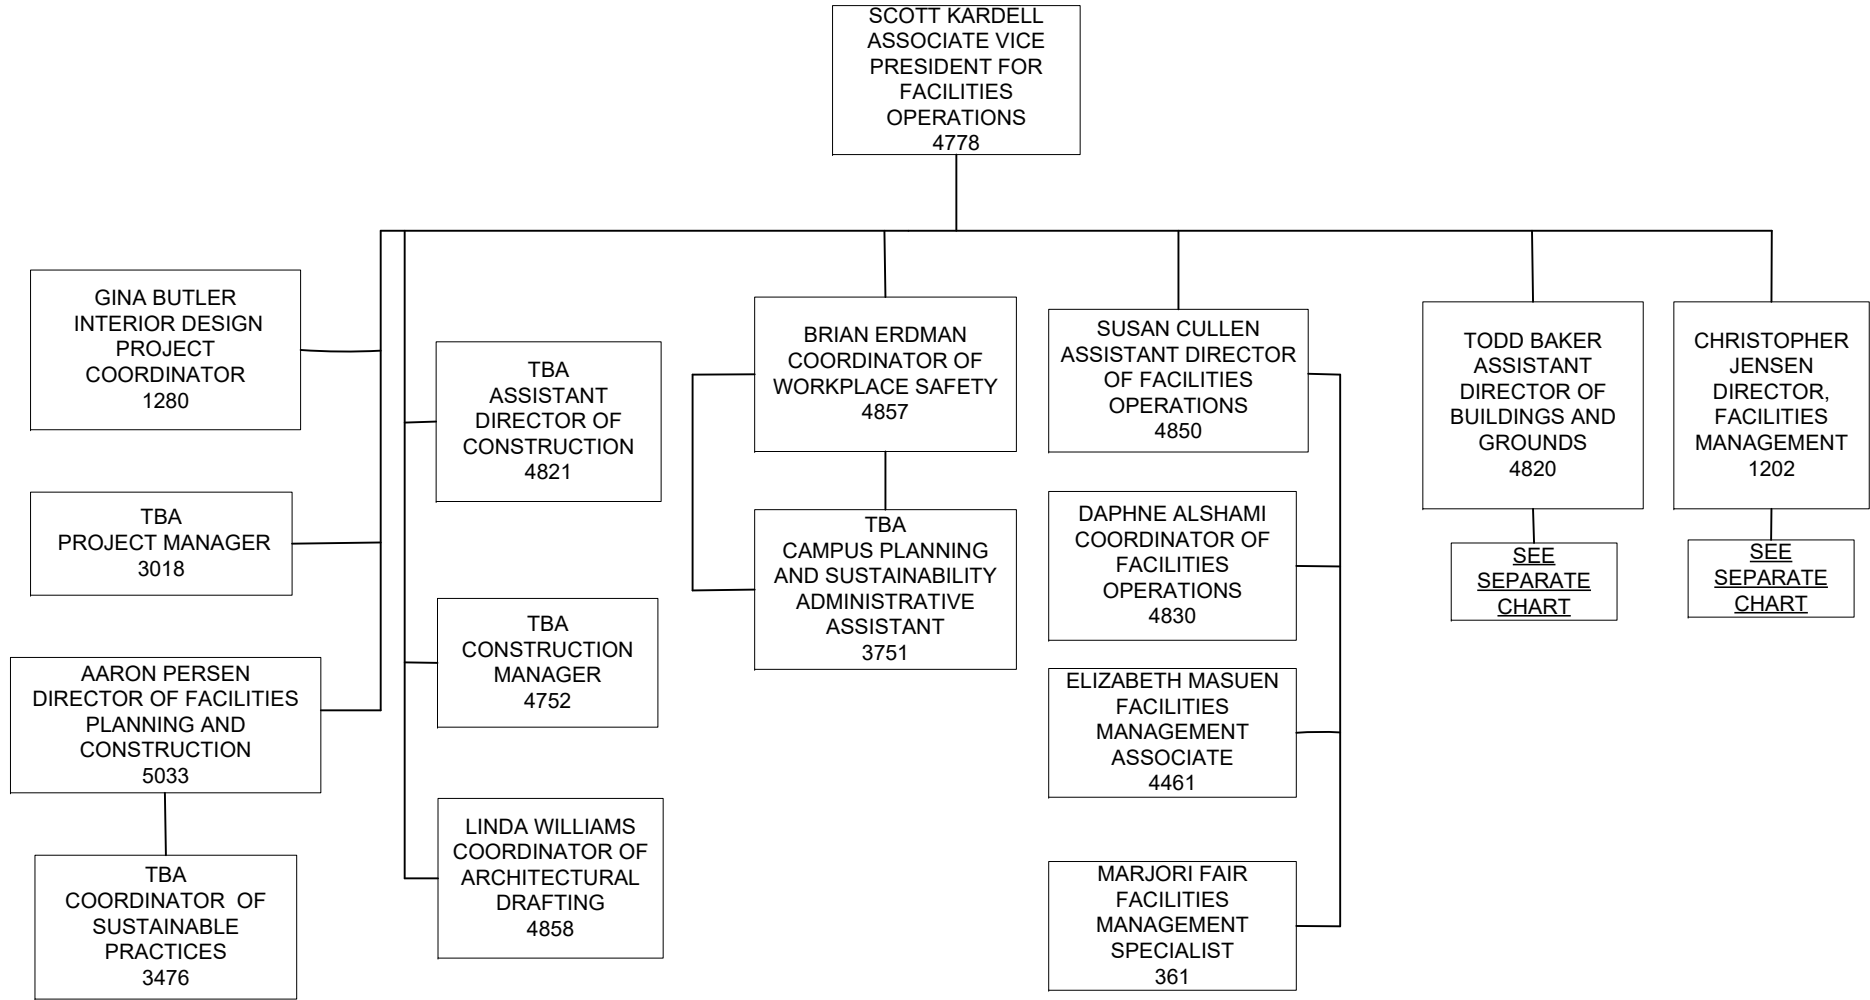 SCOTT KARDELL
ASSOCIATE VICE
PRESIDENT FOR
FACILITIES
OPERATIONS
4778
GINA BUTLER
INTERIOR DESIGN
PROJECT
COORDINATOR
1280
TBA
PROJECT MANAGER
3018
AARON PERSEN
DIRECTOR OF FACILITIES
PLANNING AND
CONSTRUCTION
5033
TBA
COORDINATOR OF
SUSTAINABLE
PRACTICES
3476
TBA
ASSISTANT
DIRECTOR OF
CONSTRUCTION
4821
TBA
CONSTRUCTION
MANAGER
4752
LINDA WILLIAMS
COORDINATOR OF
ARCHITECTURAL
DRAFTING
4858
BRIAN ERDMAN
COORDINATOR OF
WORKPLACE SAFETY
4857
TBA
CAMPUS PLANNING
AND SUSTAINABILITY
ADMINISTRATIVE
ASSISTANT
3751
SUSAN CULLEN
ASSISTANT DIRECTOR
OF FACILITIES
OPERATIONS
4850
DAPHNE ALSHAMI
COORDINATOR OF
FACILITIES
OPERATIONS
4830
ELIZABETH MASUEN
FACILITIES
MANAGEMENT
ASSOCIATE
4461
MARJORI FAIR
FACILITIES
MANAGEMENT
SPECIALIST
361
TODD BAKER
ASSISTANT
DIRECTOR OF
BUILDINGS AND
GROUNDS
4820
SEE
SEPARATE
CHART
CHRISTOPHER
JENSEN
DIRECTOR,
FACILITIES
MANAGEMENT
1202
SEE
SEPARATE
CHART